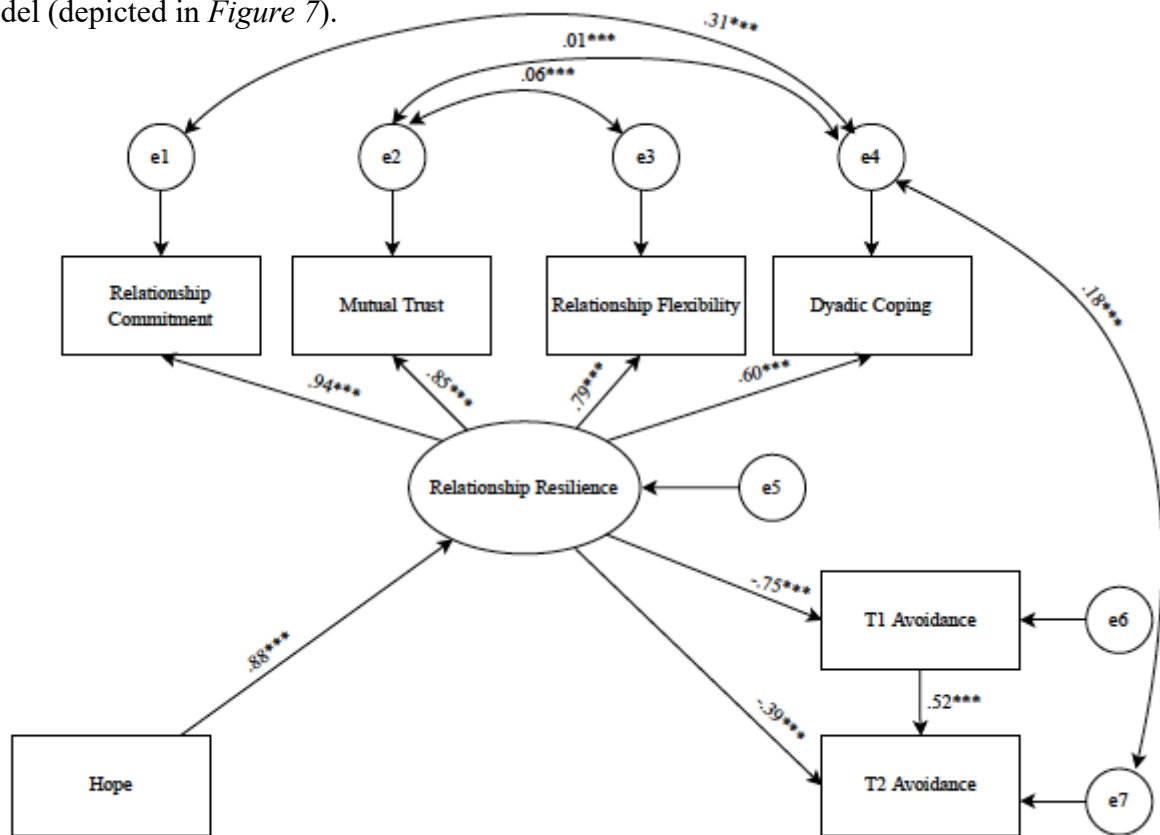 del (depicted in Figure 7).
.31***
.01***
.06***
e1
e2
e3
e4
.18***
Relationship
Commitment
Mutual Trust
Relationship Flexibility
Dyadic Coping
.94***
.85***
.79***
.60***
Relationship Resilience
e5
-.75***
T1 Avoidance
e6
.88***
-.39***
.52***
Hope
T2 Avoidance
e7